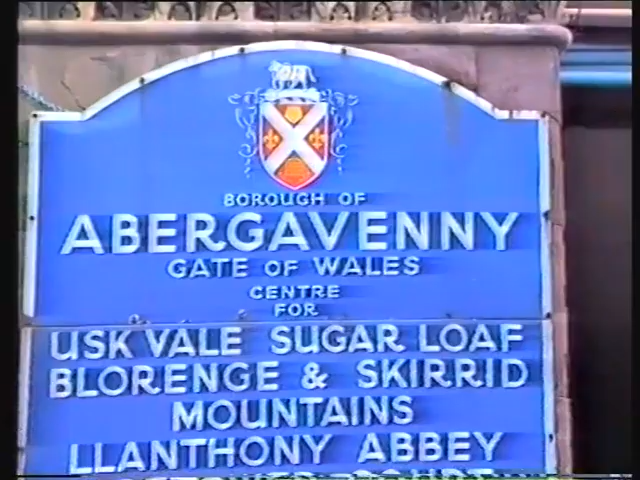 BOROUGH OF
ABERGAVENNY
GATE OF WALES
CENTRE
FOR
USK VALE SUGAR LOAF
BLORENGE & SKIRRID
MOUNTAINS
LLANTHONY ABBEY